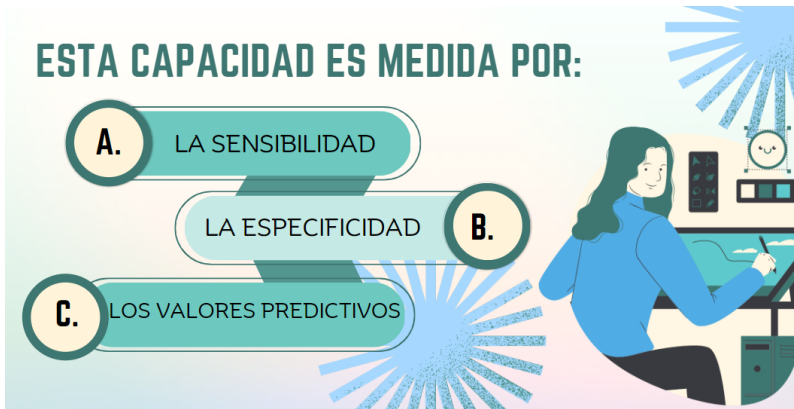 ESTA CAPACIDAD ES MEDIDA POR:
A. LA SENSIBILIDAD
LA ESPECIFICIDAD B.
C. LOS VALORES PREDICTIVOS